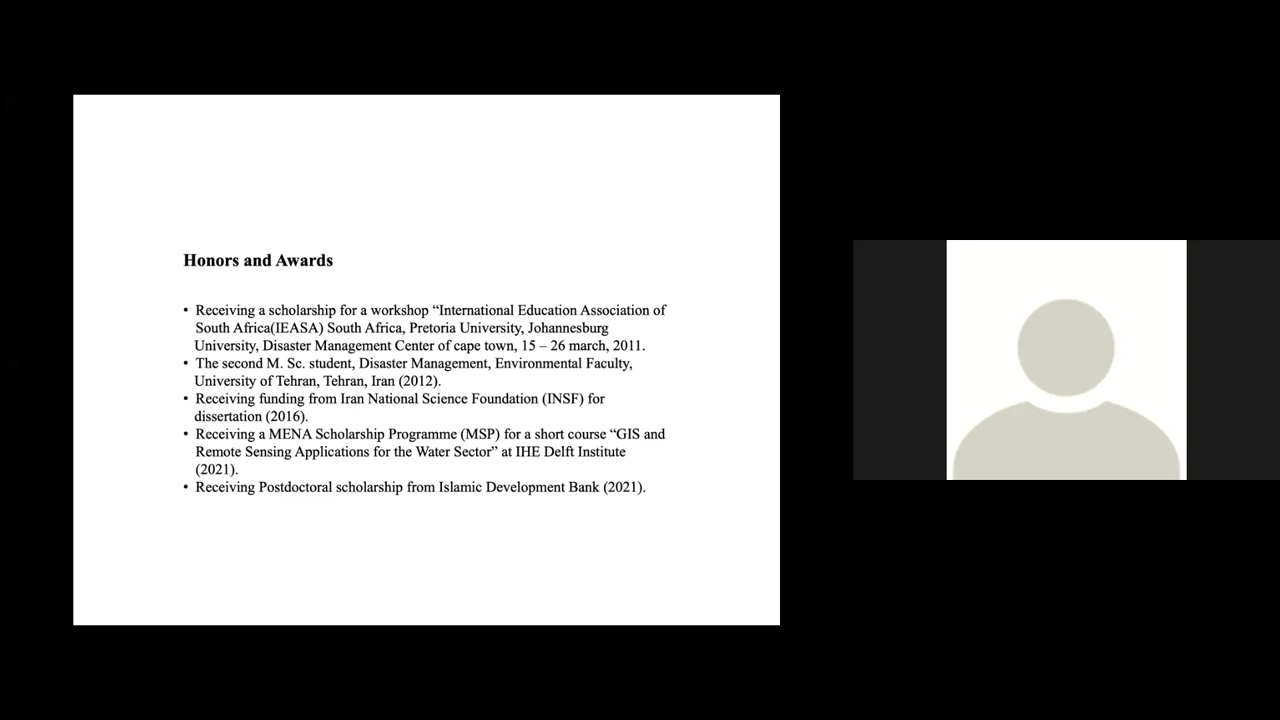 Honors and Awards
• Receiving a scholarship for a workshop “International Education Association of
South Africa(IEASA) South Africa, Pretoria University, Johannesburg
University, Disaster Management Center of cape town, 15 – 26 march, 2011.
• The second M. Sc. student, Disaster Management, Environmental Faculty,
University of Tehran, Tehran, Iran (2012).
• Receiving funding from Iran National Science Foundation (INSF) for
dissertation (2016).
• Receiving a MENA Scholarship Programme (MSP) for a short course “GIS and
Remote Sensing Applications for the Water Sector” at IHE Delft Institute
(2021).
• Receiving Postdoctoral scholarship from Islamic Development Bank (2021).